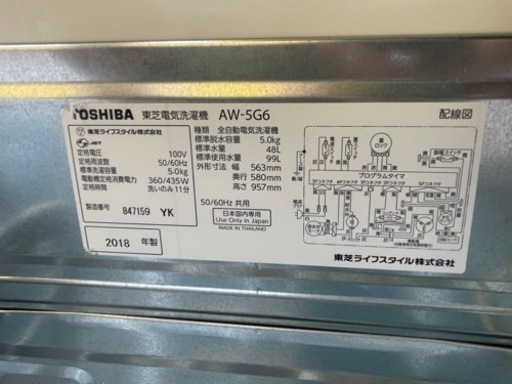 TOSHIBA 東芝電気洗濯機 AW-5G6
配線図
東芝ライフスタイル株式会社
JET
定格電圧 100V
定格周波数 50/60Hz
標準洗濯容量 5.0kg
電動機定格消費電力 360/435W
洗いのみ 11分
製造番号 847159 YK
2018 年製
種類 全自動電気洗濯機
標準脱水容量 5.0kg
標準水量 48L
標準使用水量 99L
外形寸法 幅 563mm
奥行 580mm
高さ 957mm
50/60Hz 共用
日本国内専用
Use Only in Japan
MADE IN THAILAND
ロック
プログラムタイマ
東芝ライフスタイル株式会社